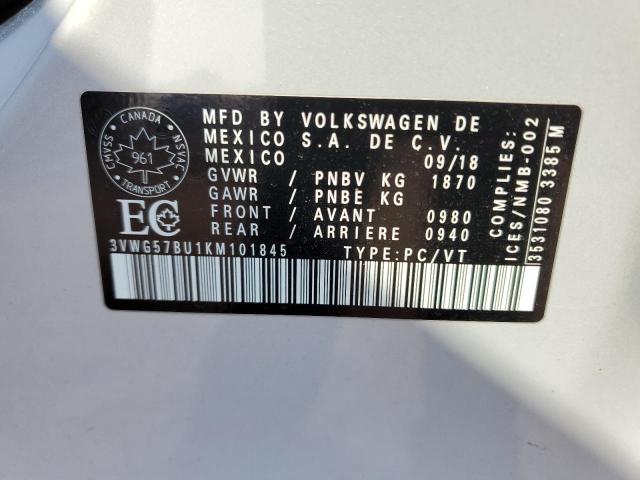 MFD BY VOLKSWAGEN DE
MEXICO S.A. DE C.V.
MEXICO 09/18
GVWR / PNBV KG 1870
GAWR / PNBE KG
FRONT / AVANT 0980
REAR / ARRIERE 0940
3VWG57BU1KM101845 TYPE:PC/VT
CANADA
CMVSS
NSVAC
961
TRANSPORT
EC
COMPLIES:
ICES/NMB-002
3531080 3385 M